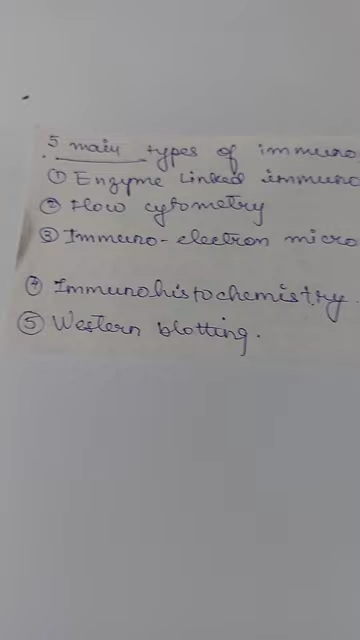 5 main types of immuno
① Enzyme linked immuno
② Flow cytometry
③ Immuno-electron micro
④ Immunohistochemistry.
⑤ Western blotting.